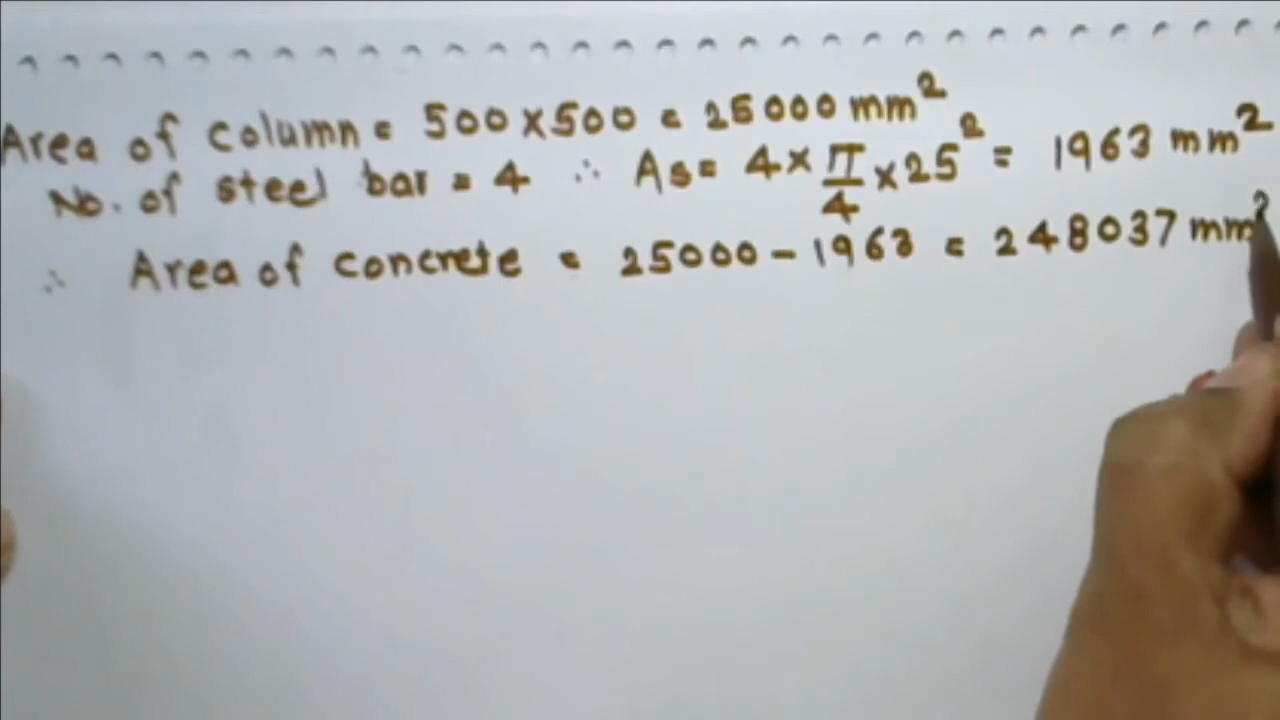 Area of column = 500×500 = 25000 mm²
No. of steel bar = 4 ∴ As = 4 × π/4 × 25² = 1963 mm²
∴ Area of concrete = 25000 - 1963 = 248037 mm²